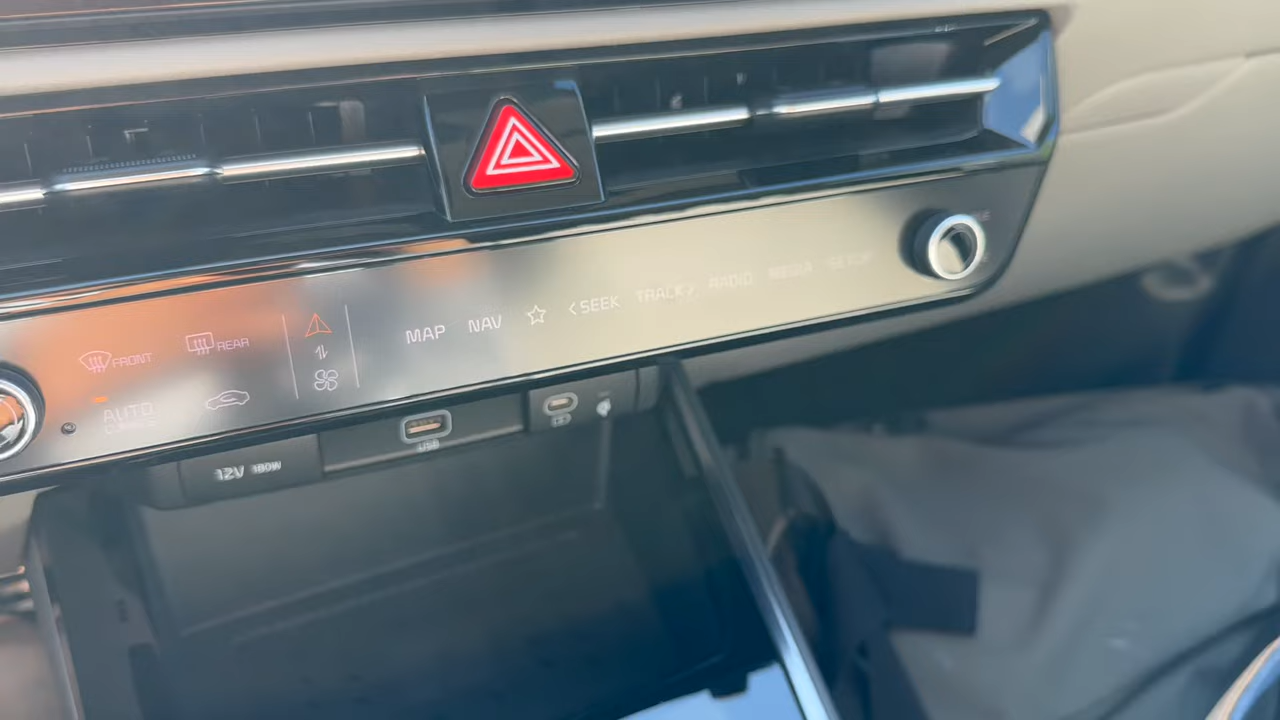 MAP NAV < SEEK TRACK > RADIO MEDIA SETUP
FRONT REAR
AUTO
USB
12V 180W